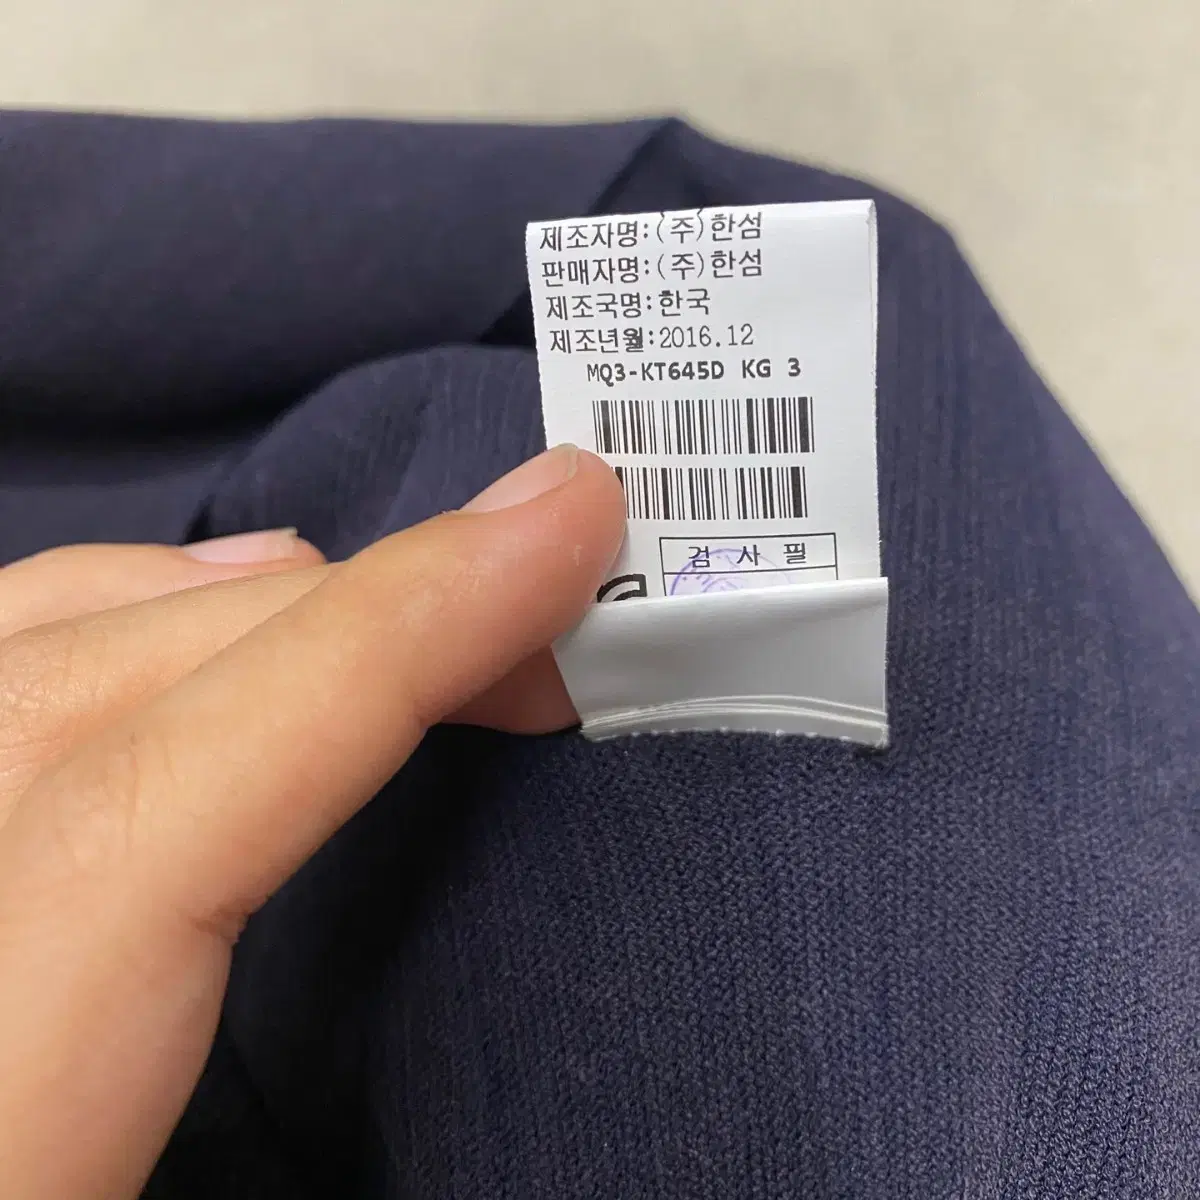 제조자명:(주)한섬
판매자명:(주)한섬
제조국명:한국
제조년월:2016.12
MQ3-KT645D KG 3
검 사 필